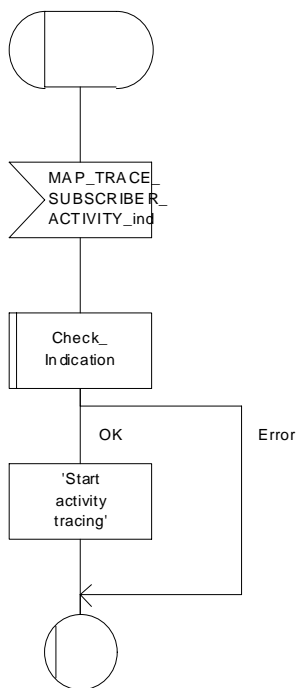 MAP_TRACE_
SUBSCRIBER_
ACTIVITY_ind
Check_
Indication
OK
Error
'Start
activity
tracing'